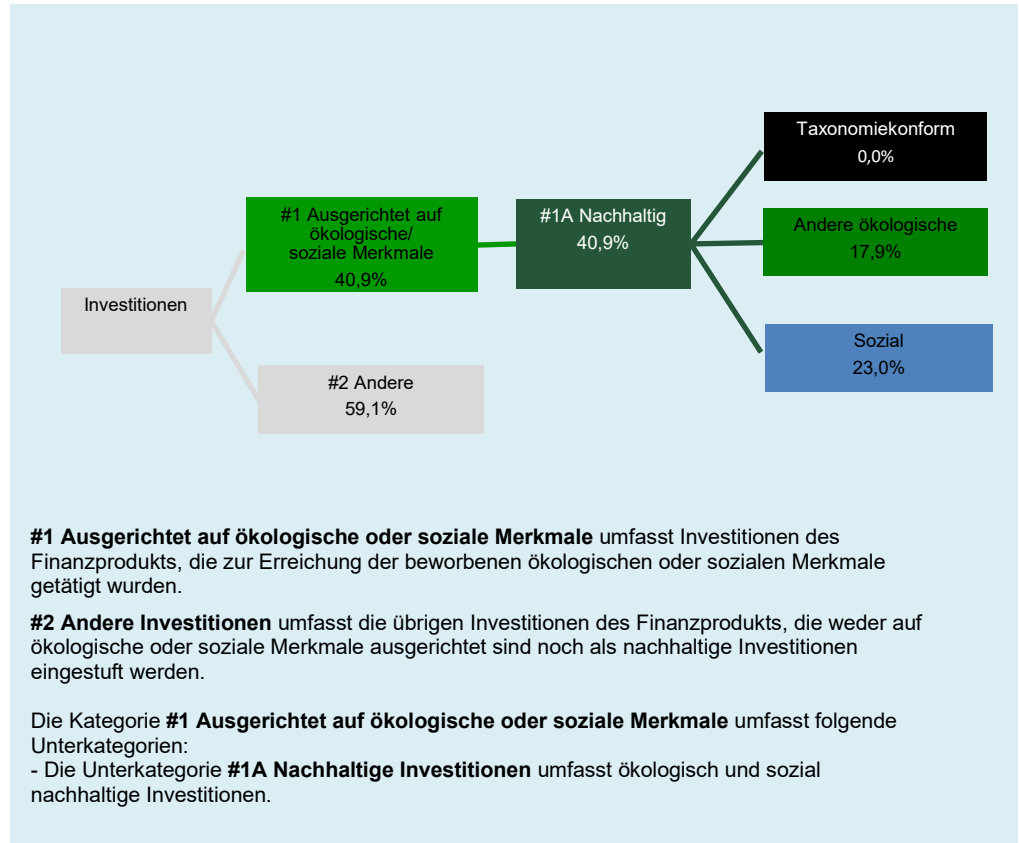 Investitionen
#1 Ausgerichtet auf
ökologische/
soziale Merkmale
40,9%
#2 Andere
59,1%
#1A Nachhaltig
40,9%
Taxonomiekonform
0,0%
Andere ökologische
17,9%
Sozial
23,0%
#1 Ausgerichtet auf ökologische oder soziale Merkmale umfasst Investitionen des
Finanzprodukts, die zur Erreichung der beworbenen ökologischen oder sozialen Merkmale
getätigt wurden.
#2 Andere Investitionen umfasst die übrigen Investitionen des Finanzprodukts, die weder auf
ökologische oder soziale Merkmale ausgerichtet sind noch als nachhaltige Investitionen
eingestuft werden.
Die Kategorie #1 Ausgerichtet auf ökologische oder soziale Merkmale umfasst folgende
Unterkategorien:
- Die Unterkategorie #1A Nachhaltige Investitionen umfasst ökologisch und sozial
nachhaltige Investitionen.